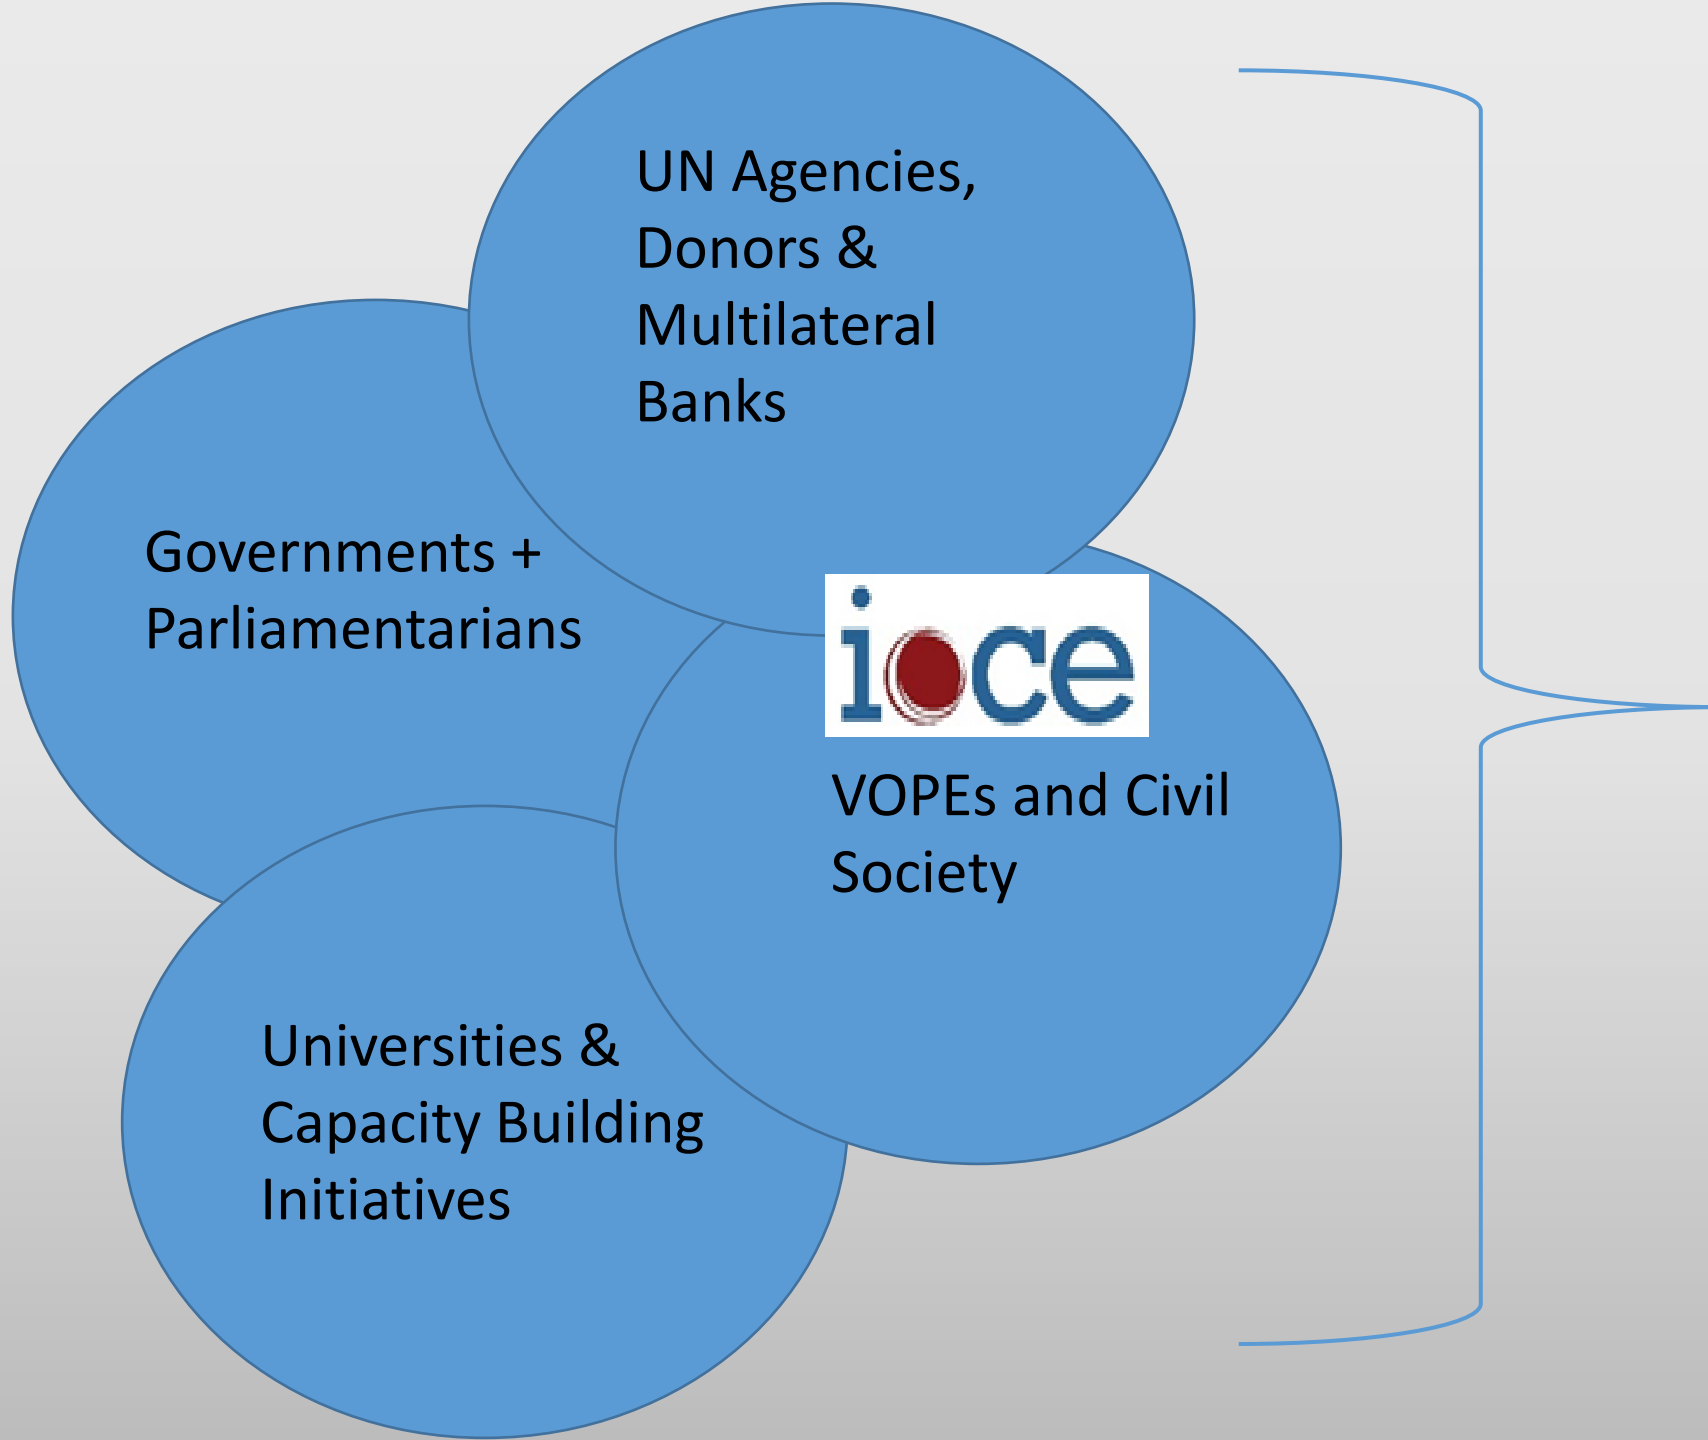 UN Agencies,
Donors &
Multilateral
Banks
Governments +
Parliamentarians
ioce
VOPEs and Civil
Society
Universities &
Capacity Building
Initiatives